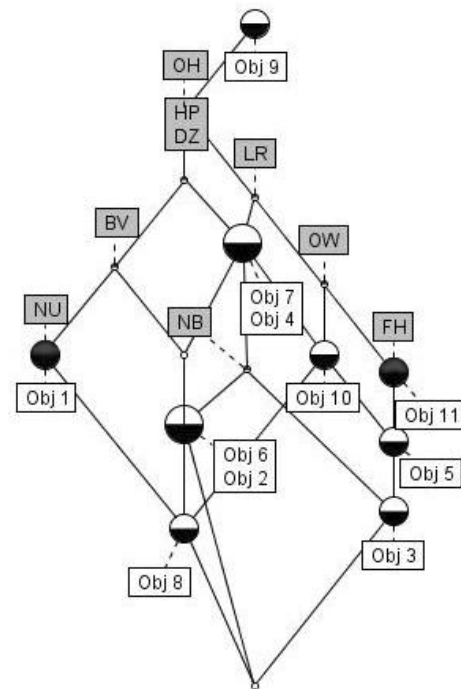 OH
Obj 9
HP
DZ
LR
BV
OW
Obj 7
Obj 4
NU
NB
FH
Obj 1
Obj 10
Obj 11
Obj 6
Obj 2
Obj 5
Obj 3
Obj 8